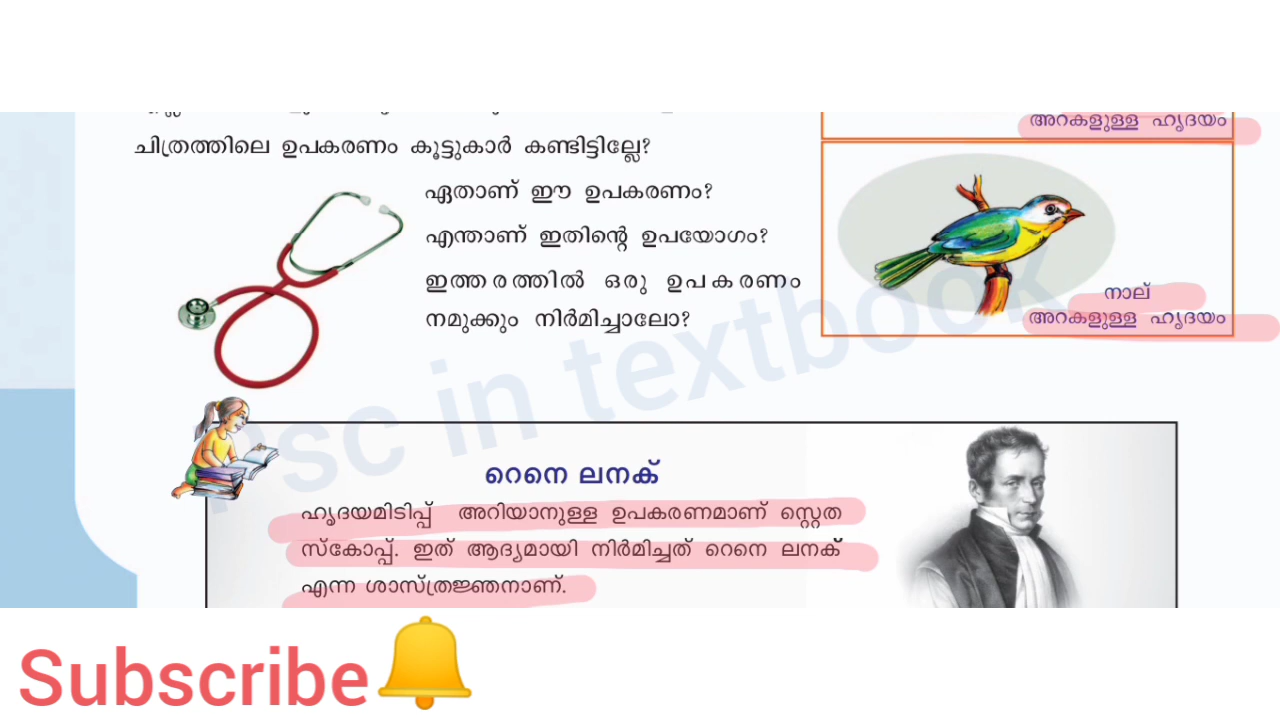 ചിത്രത്തിലെ ഉപകരണം കൂട്ടുകാർ കണ്ടിട്ടില്ലേ?
ഏതാണ് ഈ ഉപകരണം?
എന്താണ് ഇതിന്റെ ഉപയോഗം?
ഇത്തരത്തിൽ ഒരു ഉപകരണം
നമുക്കും നിർമിച്ചാലോ?
അറകളുള്ള ഹൃദയം
നാല്
അറകളുള്ള ഹൃദയം
റെനെ ലനക്
ഹൃദയമിടിപ്പ് അറിയാനുള്ള ഉപകരണമാണ് സ്റ്റെത
സ്കോപ്പ്. ഇത് ആദ്യമായി നിർമിച്ചത് റെനെ ലനക്
എന്ന ശാസ്ത്രജ്ഞനാണ്.
psc in textbook
Subscribe